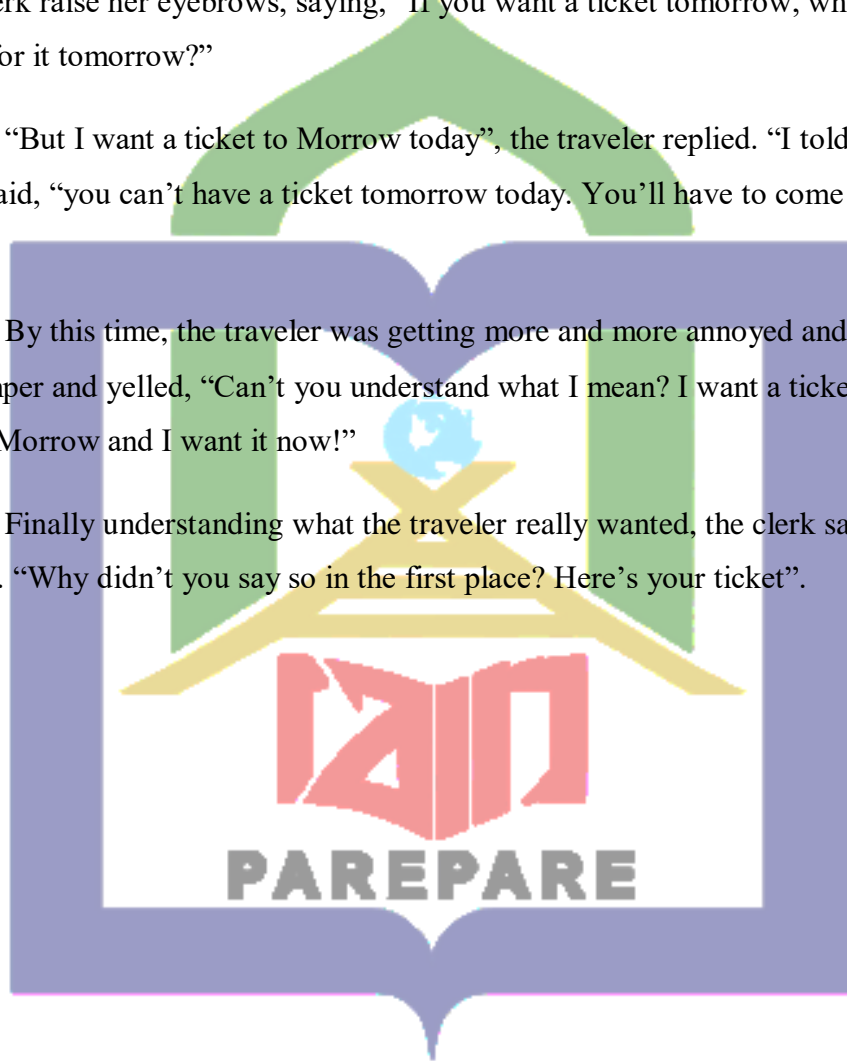 erk raise her eyebrows, saying, “If you want a ticket tomorrow, wh
for it tomorrow?”
“But I want a ticket to Morrow today”, the traveler replied. “I told
aid, “you can’t have a ticket tomorrow today. You’ll have to come
By this time, the traveler was getting more and more annoyed and
nper and yelled, “Can’t you understand what I mean? I want a ticke
Morrow and I want it now!”
Finally understanding what the traveler really wanted, the clerk sa
. “Why didn’t you say so in the first place? Here’s your ticket”.
iain
PAREPARE